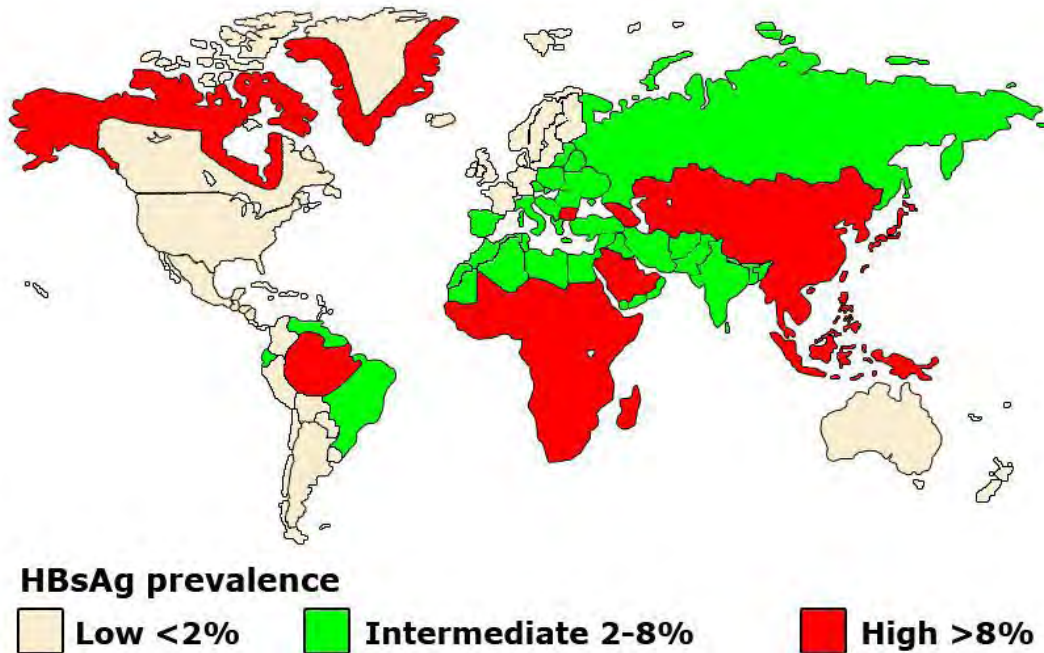 HBsAg prevalence
Low <2% Intermediate 2-8% High >8%